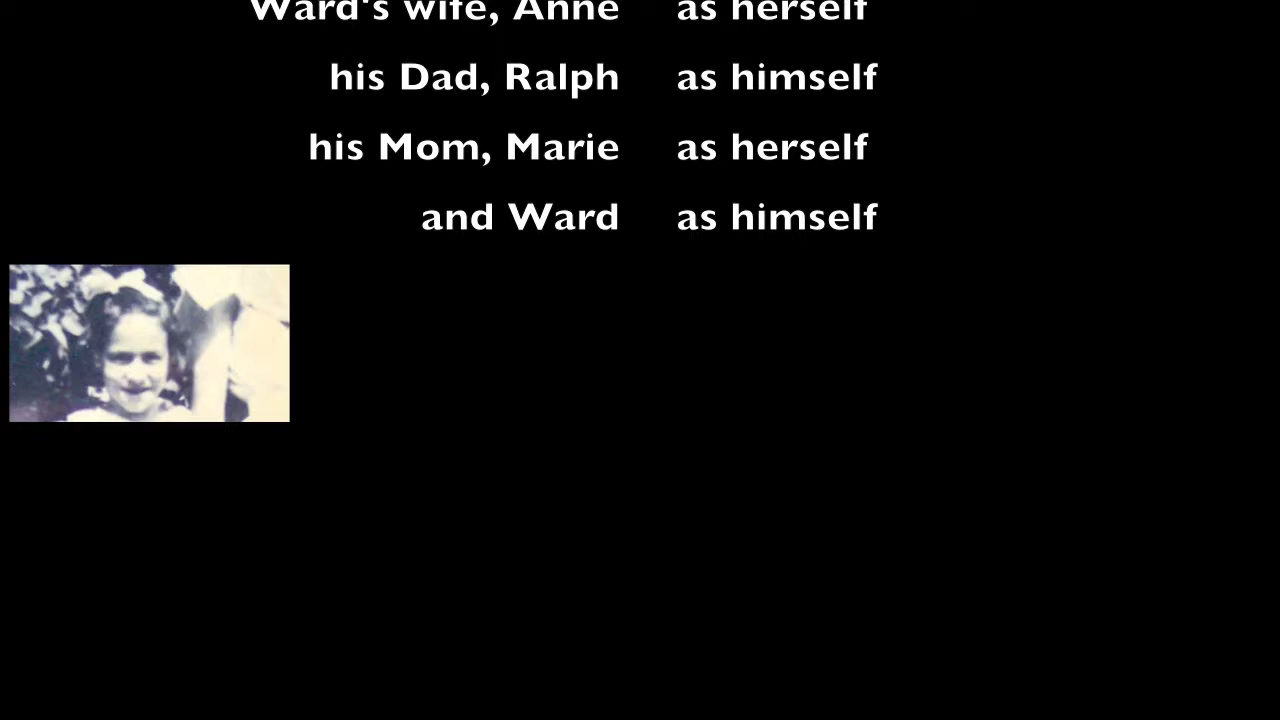 Ward's wife, Anne as herself
his Dad, Ralph as himself
his Mom, Marie as herself
and Ward as himself